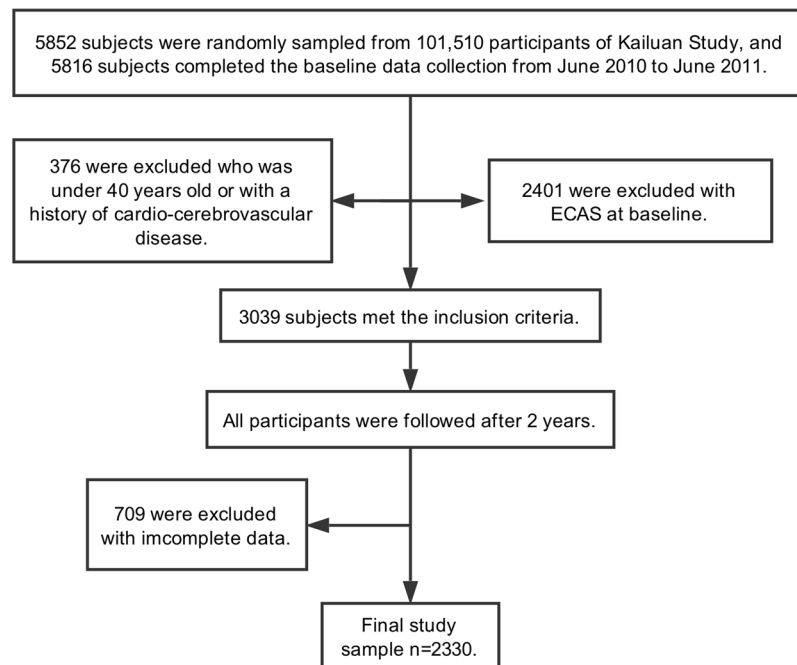 5852 subjects were randomly sampled from 101,510 participants of Kailuan Study, and
5816 subjects completed the baseline data collection from June 2010 to June 2011.
376 were excluded who was
under 40 years old or with a
history of cardio-cerebrovascular
disease.
2401 were excluded with
ECAS at baseline.
3039 subjects met the inclusion criteria.
All participants were followed after 2 years.
709 were excluded
with imcomplete data.
Final study
sample n=2330.